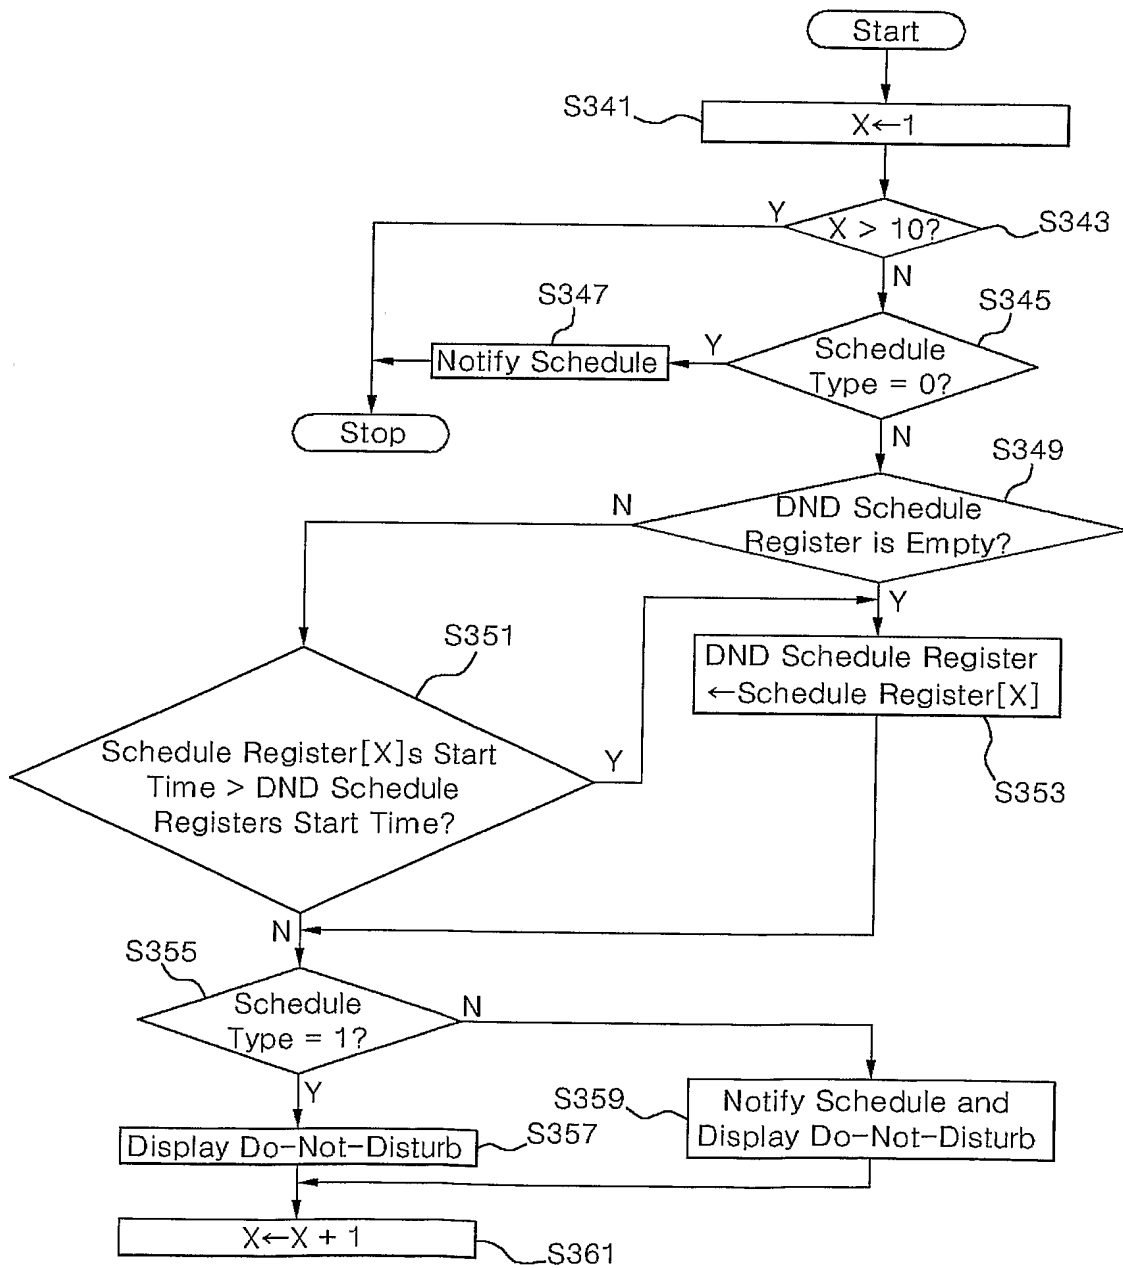 Start
S341
X←1
Y
X > 10?
S343
N
S347
S345
Notify Schedule
Y
Schedule
Type = 0?
Stop
N
S349
N
DND Schedule
Register is Empty?
Y
S351
DND Schedule Register
←Schedule Register[X]
Schedule Register[X]s Start
Time > DND Schedule
Registers Start Time?
Y
S353
N
S355
Schedule
Type = 1?
N
Y
S359
Notify Schedule and
Display Do-Not-Disturb
Display Do-Not-Disturb
S357
X←X + 1
S361